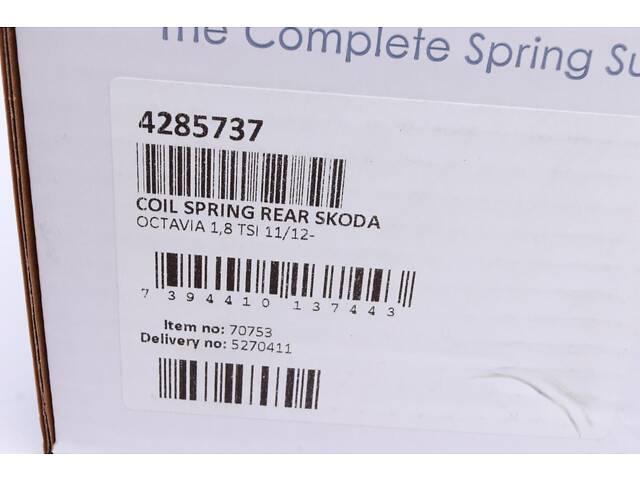 The Complete Spring
4285737
COIL SPRING REAR SKODA
OCTAVIA 1,8 TSI 11/12-
7 394410 137443
Item no: 70753
Delivery no: 5270411